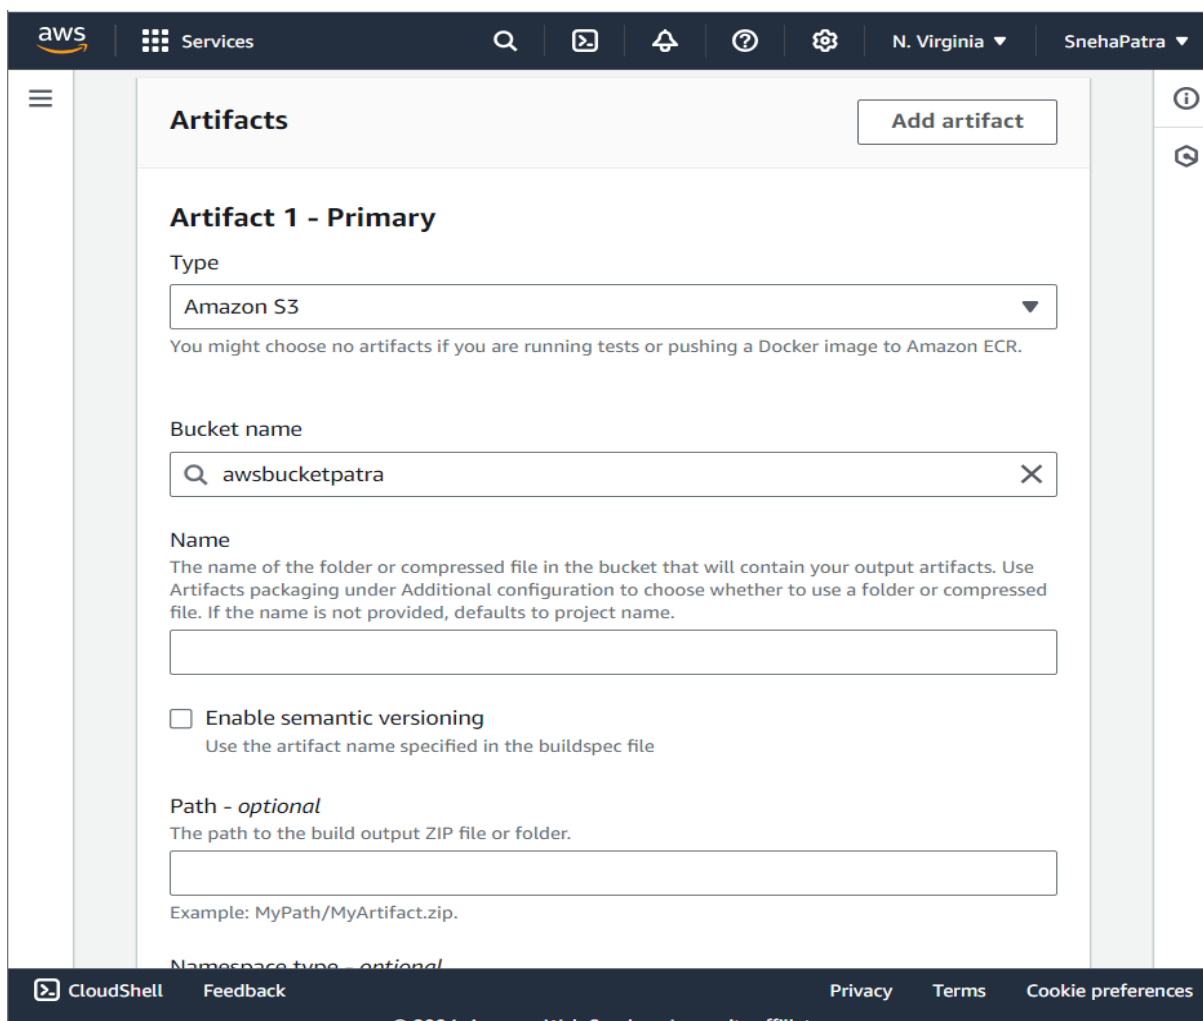 aws Services N. Virginia SnehaPatra
Artifacts Add artifact
Artifact 1 - Primary
Type
Amazon S3
You might choose no artifacts if you are running tests or pushing a Docker image to Amazon ECR.
Bucket name
awsbucketpatra
Name
The name of the folder or compressed file in the bucket that will contain your output artifacts. Use
Artifacts packaging under Additional configuration to choose whether to use a folder or compressed
file. If the name is not provided, defaults to project name.
Enable semantic versioning
Use the artifact name specified in the buildspec file
Path - optional
The path to the build output ZIP file or folder.
Example: MyPath/MyArtifact.zip.
Namespace type - optional
CloudShell Feedback Privacy Terms Cookie preferences